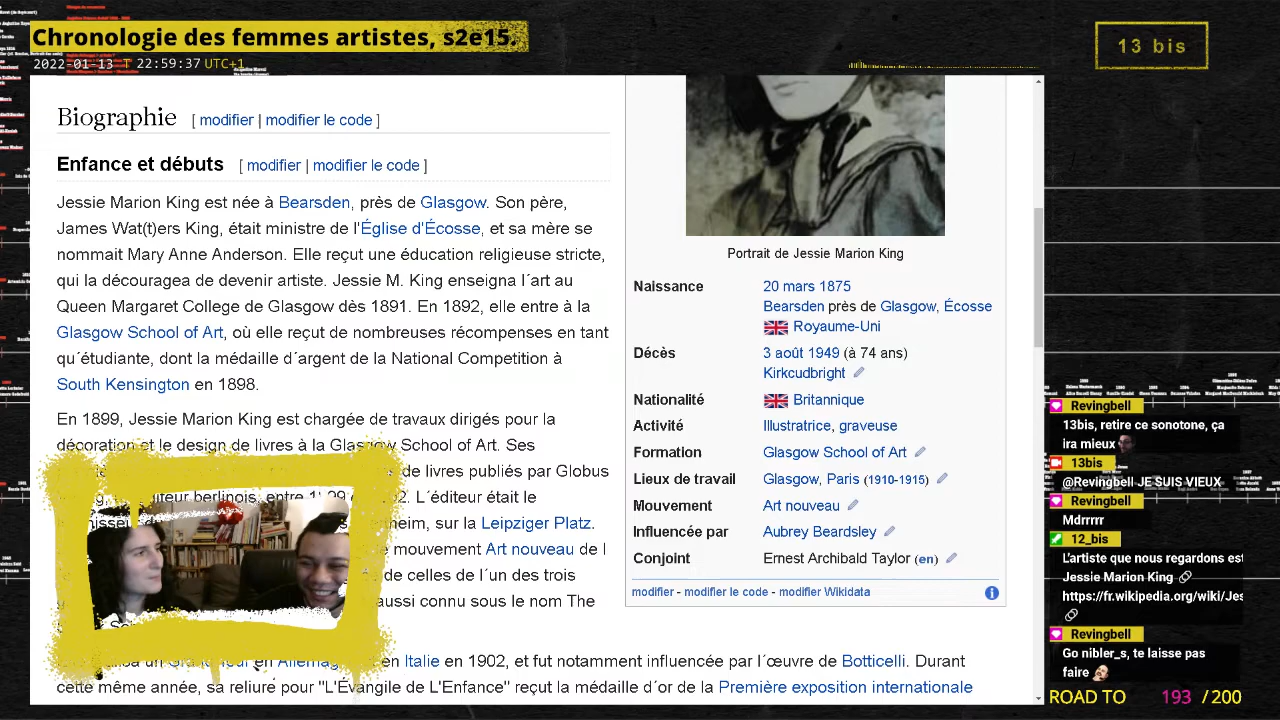 Chronologie des femmes artistes, s2e15
2022-01-13 T 22:59:37 UTC+1
13 bis
Biographie [ modifier | modifier le code ]
Enfance et débuts [ modifier | modifier le code ]
Jessie Marion King est née à Bearsden, près de Glasgow. Son père,
James Wat(t)ers King, était ministre de l'Église d'Écosse, et sa mère se
nommait Mary Anne Anderson. Elle reçut une éducation religieuse stricte,
qui la découragea de devenir artiste. Jessie M. King enseigna l´art au
Queen Margaret College de Glasgow dès 1891. En 1892, elle entre à la
Glasgow School of Art, où elle reçut de nombreuses récompenses en tant
qu´étudiante, dont la médaille d´argent de la National Competition à
South Kensington en 1898.
En 1899, Jessie Marion King est chargée de travaux dirigés pour la
décoration et le design de livres à la Glasgow School of Art. Ses
de livres publiés par Globus
berlinois, entre
L´éditeur était le
sur la Leipziger Platz.
mouvement Art nouveau de l
de celles de l´un des trois
aussi connu sous le nom The
en Italie en 1902, et fut notamment influencée par l´œuvre de Botticelli. Durant
cette même année, sa reliure pour "L'Évangile de L'Enfance" reçut la médaille d´or de la Première exposition internationale
Portrait de Jessie Marion King
Naissance 20 mars 1875
Bearsden près de Glasgow, Écosse
Royaume-Uni
Décès 3 août 1949 (à 74 ans)
Kirkcudbright
Nationalité Britannique
Activité Illustratrice, graveuse
Formation Glasgow School of Art
Lieux de travail Glasgow, Paris (1910-1915)
Mouvement Art nouveau
Influencée par Aubrey Beardsley
Conjoint Ernest Archibald Taylor (en)
modifier - modifier le code - modifier Wikidata
Revingbell
13bis, retire ce sonotone, ça
ira mieux
13bis
@Revingbell JE SUIS VIEUX
Revingbell
Mdrrrr
12_bis
L'artiste que nous regardons est
Jessie Marion King
https://fr.wikipedia.org/wiki/Jes
Revingbell
Go nibler_s, te laisse pas
faire
ROAD TO 193 / 200